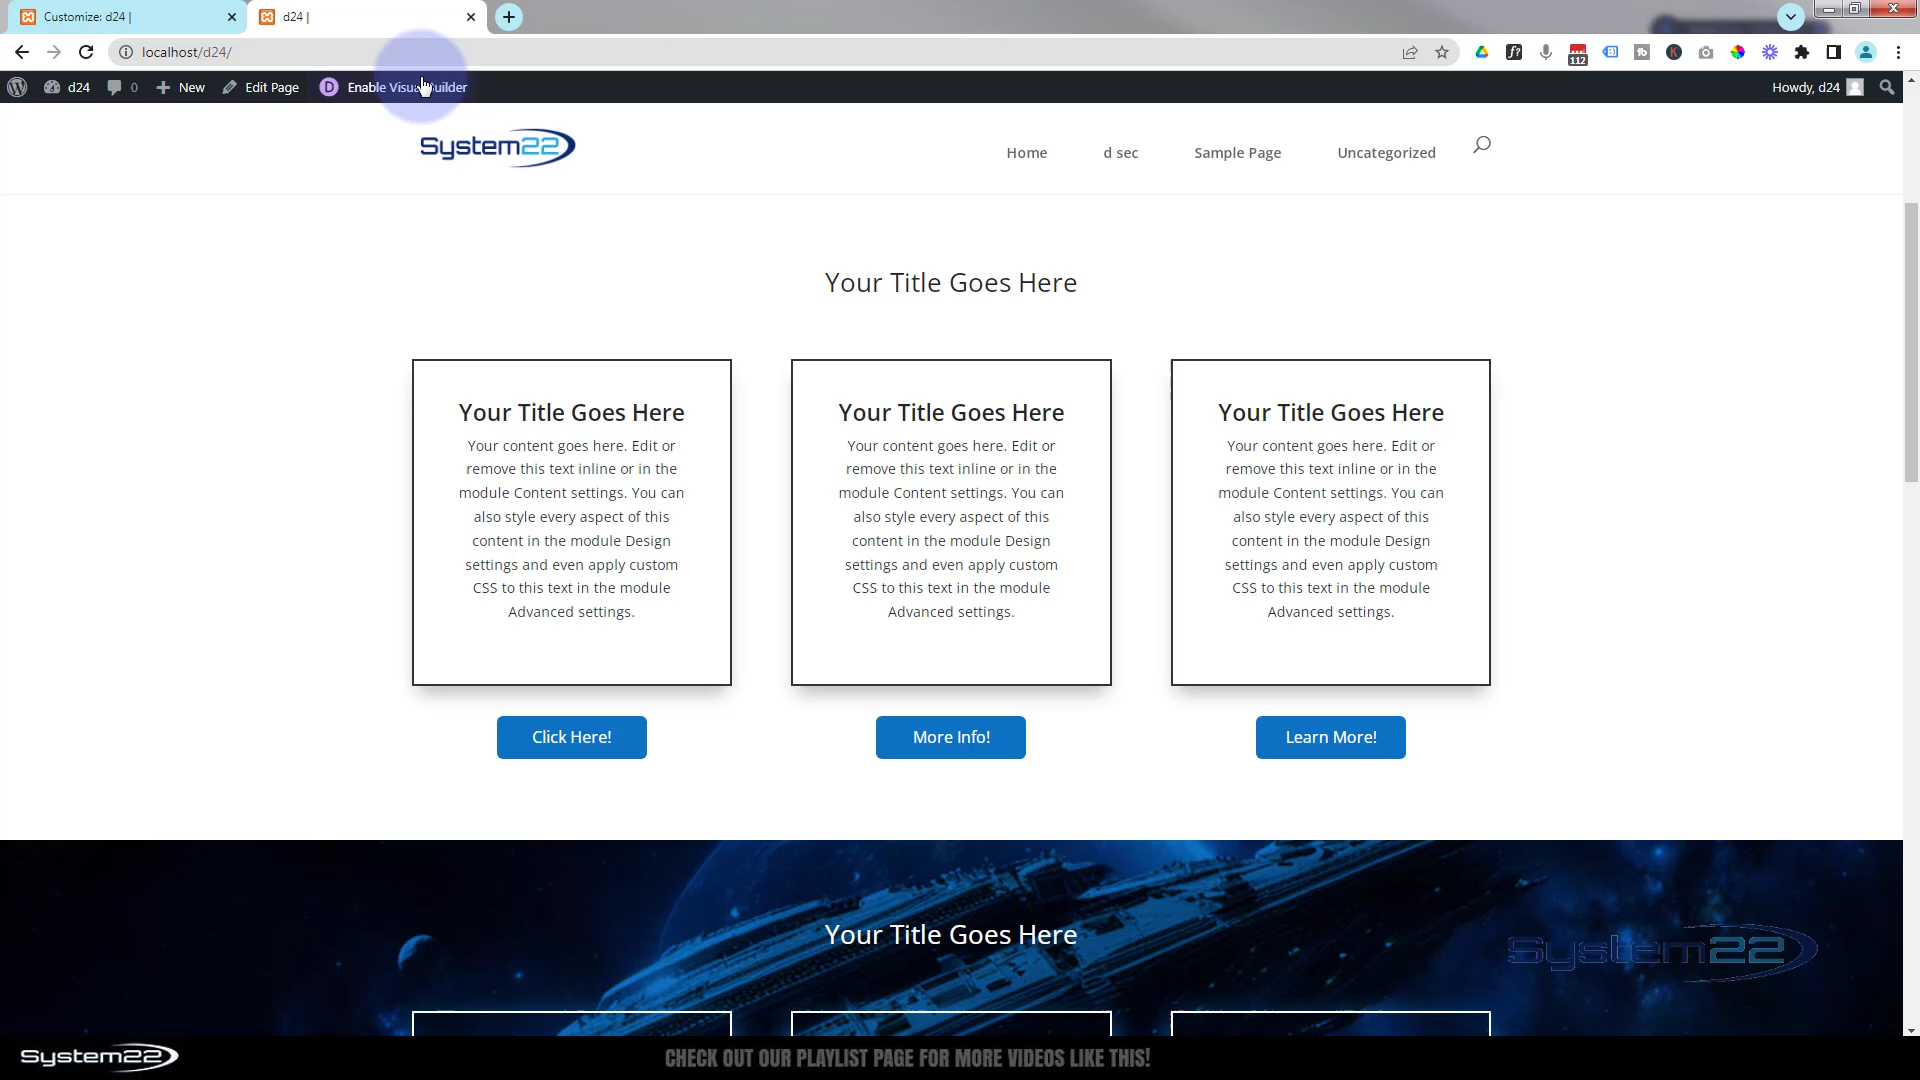 Customize: d24 |
d24 |
localhost/d24/
112
d24
0
New
Edit Page
Enable Visual Builder
Howdy, d24
System22
Home
d sec
Sample Page
Uncategorized
Your Title Goes Here
Your Title Goes Here
Your content goes here. Edit or
remove this text inline or in the
module Content settings. You can
also style every aspect of this
content in the module Design
settings and even apply custom
CSS to this text in the module
Advanced settings.
Click Here!
Your Title Goes Here
Your content goes here. Edit or
remove this text inline or in the
module Content settings. You can
also style every aspect of this
content in the module Design
settings and even apply custom
CSS to this text in the module
Advanced settings.
More Info!
Your Title Goes Here
Your content goes here. Edit or
remove this text inline or in the
module Content settings. You can
also style every aspect of this
content in the module Design
settings and even apply custom
CSS to this text in the module
Advanced settings.
Learn More!
Your Title Goes Here
System22
System22
CHECK OUT OUR PLAYLIST PAGE FOR MORE VIDEOS LIKE THIS!